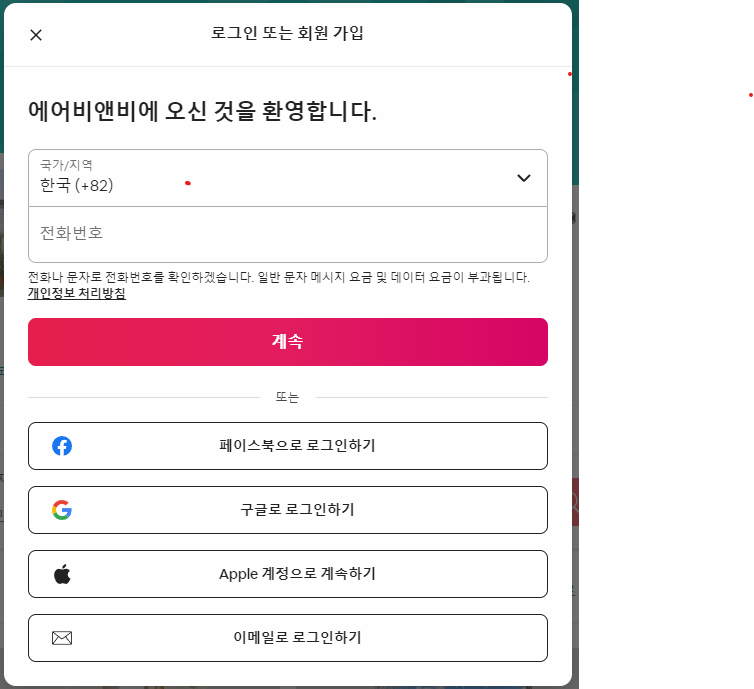 로그인 또는 회원 가입
에어비앤비에 오신 것을 환영합니다.
국가/지역
한국 (+82)
전화번호
전화나 문자로 전화번호를 확인하겠습니다. 일반 문자 메시지 요금 및 데이터 요금이 부과됩니다.
개인정보 처리방침
계속
또는
페이스북으로 로그인하기
구글로 로그인하기
Apple 계정으로 계속하기
이메일로 로그인하기